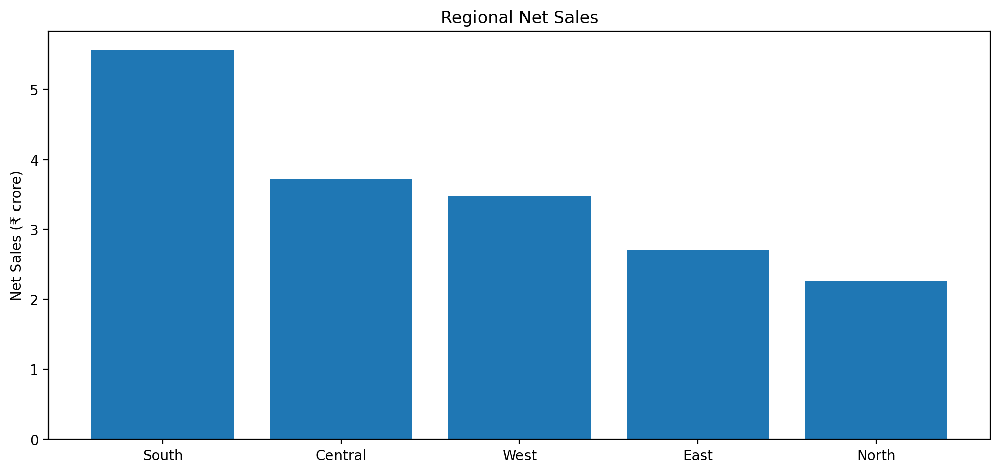 Regional Net Sales
Net Sales (₹ crore)
5
4
3
2
1
0
South Central West East North